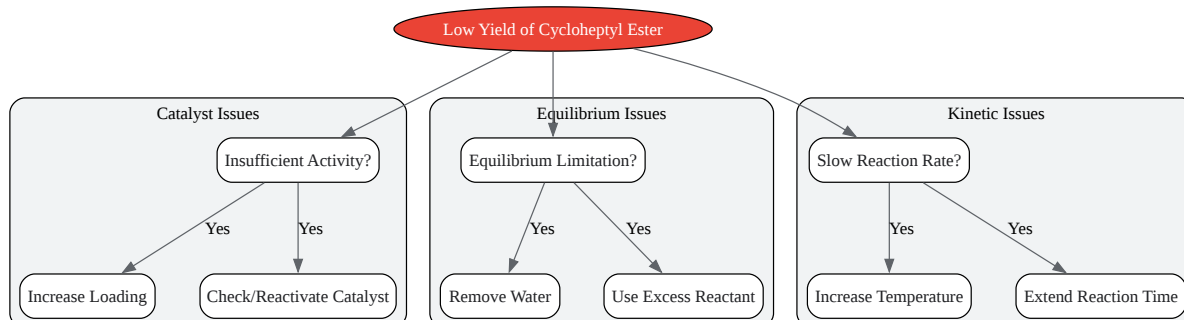 Low Yield of Cycloheptyl Ester
Catalyst Issues
Equilibrium Issues
Kinetic Issues
Insufficient Activity?
Equilibrium Limitation?
Slow Reaction Rate?
Yes
Yes
Yes
Yes
Yes
Yes
Increase Loading
Check/Reactivate Catalyst
Remove Water
Use Excess Reactant
Increase Temperature
Extend Reaction Time